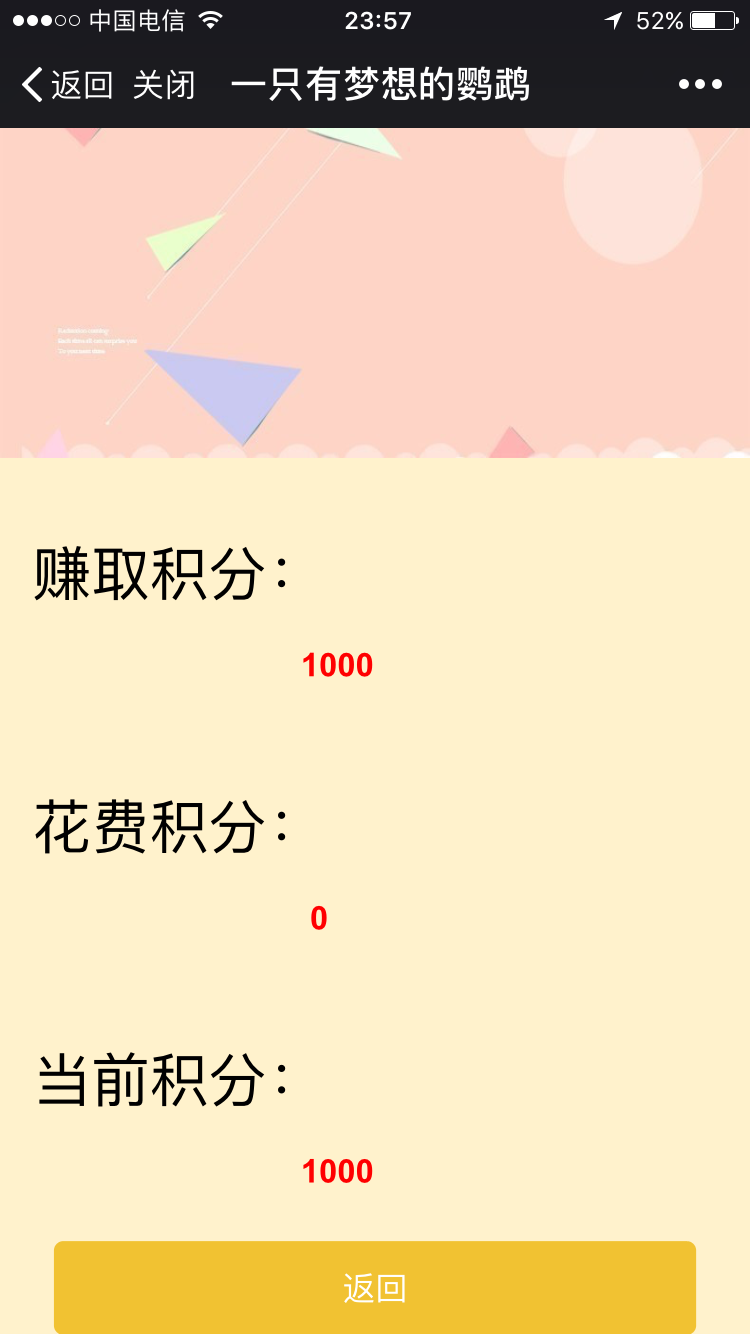 中国电信 23:57 52%
返回 关闭 一只有梦想的鹦鹉
赚取积分：
1000
花费积分：
0
当前积分：
1000
返回